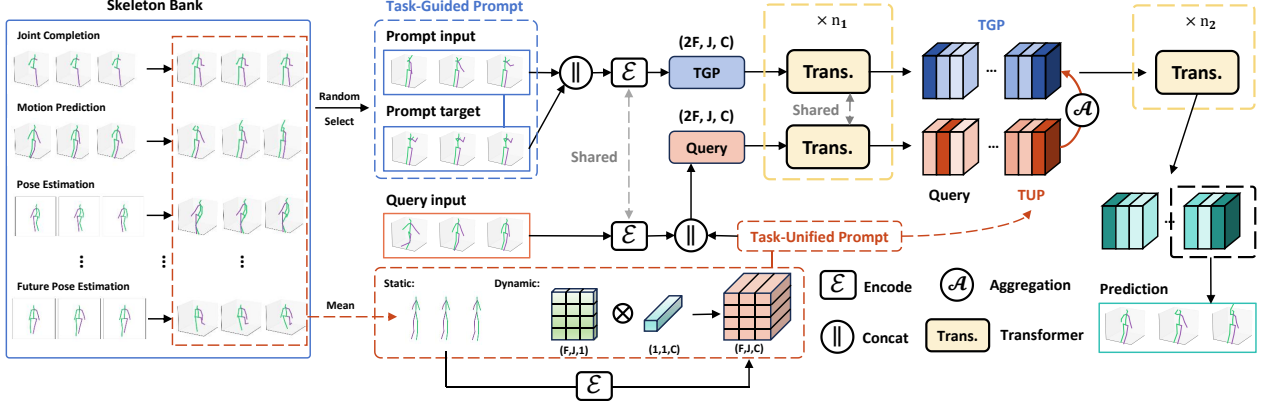 Skeleton Bank
Joint Completion
Motion Prediction
Pose Estimation
Future Pose Estimation
Random
Select
Mean
Task-Guided Prompt
Prompt input
Prompt target
Query input
||
ℰ
Shared
ℰ
||
(2F, J, C)
TGP
(2F, J, C)
Query
× n1
Trans.
Shared
Trans.
TGP
...
𝒜
...
Query
TUP
× n2
Trans.
Task-Unified Prompt
Static:
Dynamic:
⊗
(F,J,1)
(1,1,C)
(F,J,C)
ℰ
ℰ Encode
𝒜 Aggregation
|| Concat
Trans. Transformer
Prediction